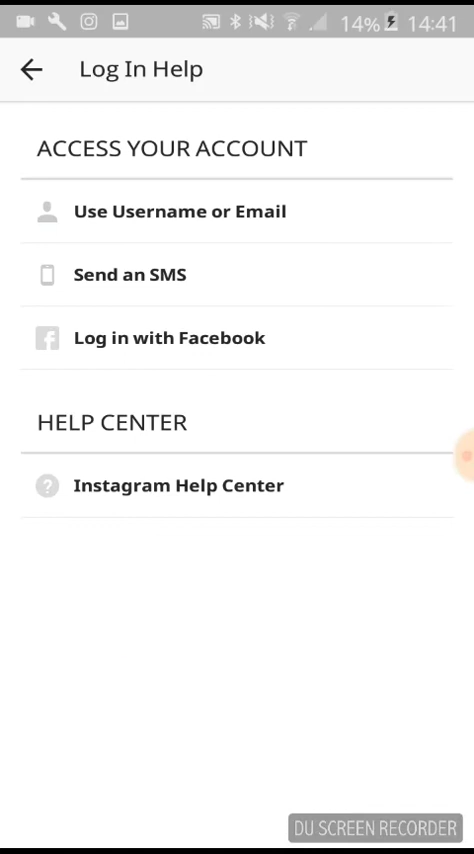 14% 14:41
Log In Help
ACCESS YOUR ACCOUNT
Use Username or Email
Send an SMS
Log in with Facebook
HELP CENTER
Instagram Help Center
DU SCREEN RECORDER